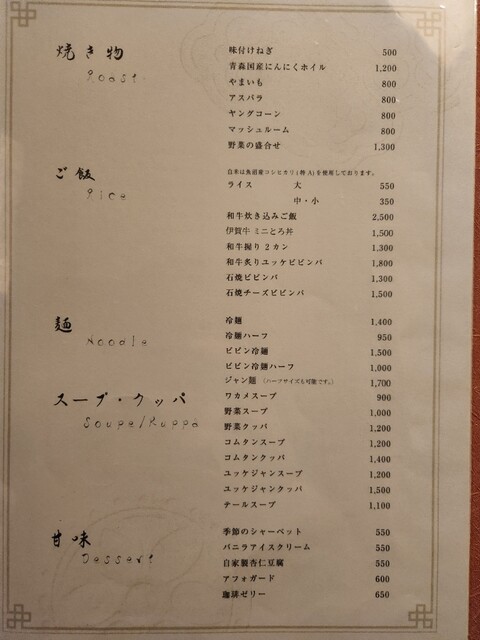 焼き物
Roast
味付けねぎ 500
青森国産にんにくホイル 1,200
やまいも 800
アスパラ 800
ヤングコーン 800
マッシュルーム 800
野菜の盛合せ 1,300
ご飯
Rice
白米は魚沼産コシヒカリ(特A)を使用しております。
ライス 大 550
中・小 350
和牛炊き込みご飯 2,500
伊賀牛 ミニとろ丼 1,500
和牛握り2カン 1,300
和牛炙りユッケビビンバ 1,800
石焼ビビンバ 1,300
石焼チーズビビンバ 1,500
麺
Noodle
冷麺 1,400
冷麺ハーフ 950
ビビン冷麺 1,500
ビビン冷麺ハーフ 1,000
ジャン麺 (ハーフサイズも可能です。) 1,700
スープ・クッパ
Soupe/Kuppa
ワカメスープ 900
野菜スープ 1,000
野菜クッパ 1,200
コムタンスープ 1,200
コムタンクッパ 1,400
ユッケジャンスープ 1,200
ユッケジャンクッパ 1,500
テールスープ 1,100
甘味
Dessert
季節のシャーベット 550
バニラアイスクリーム 550
自家製杏仁豆腐 550
アフォガード 600
珈琲ゼリー 650